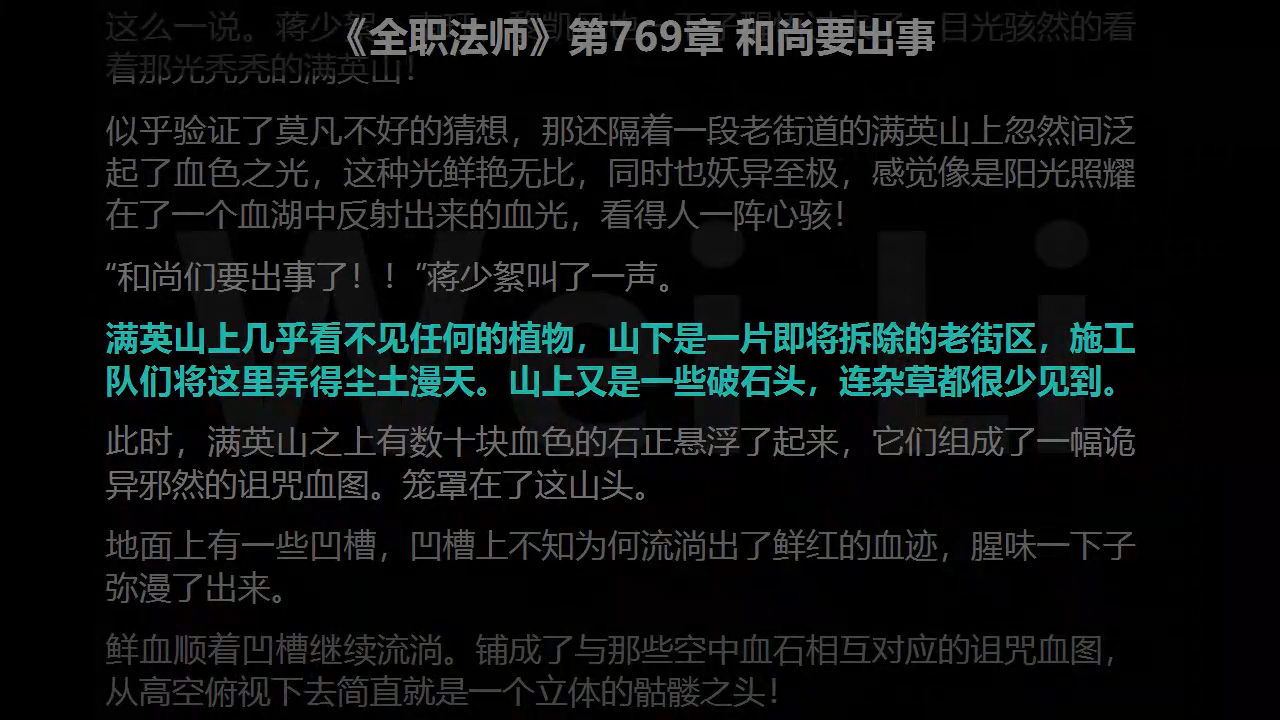 《全职法师》第769章 和尚要出事
这么一说。蒋少絮
目光骇然的看
着那光秃秃的满英山！
似乎验证了莫凡不好的猜想，那还隔着一段老街道的满英山上忽然间泛
起了血色之光，这种光鲜艳无比，同时也妖异至极，感觉像是阳光照耀
在了一个血湖中反射出来的血光，看得人一阵心骇！
“和尚们要出事了！！”蒋少絮叫了一声。
满英山上几乎看不见任何的植物，山下是一片即将拆除的老街区，施工
队们将这里弄得尘土漫天。山上又是一些破石头，连杂草都很少见到。
此时，满英山之上有数十块血色的石正悬浮了起来，它们组成了一幅诡
异邪然的诅咒血图。笼罩在了这山头。
地面上有一些凹槽，凹槽上不知为何流淌出了鲜红的血迹，腥味一下子
弥漫了出来。
鲜血顺着凹槽继续流淌。铺成了与那些空中血石相互对应的诅咒血图，
从高空俯视下去简直就是一个立体的骷髅之头！
Wei Li